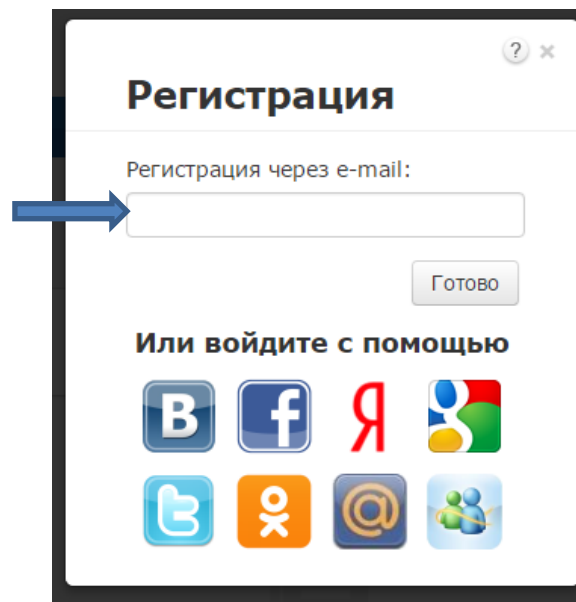 ?
Регистрация
Регистрация через e-mail:
Готово
Или войдите с помощью
В f Я g
t @